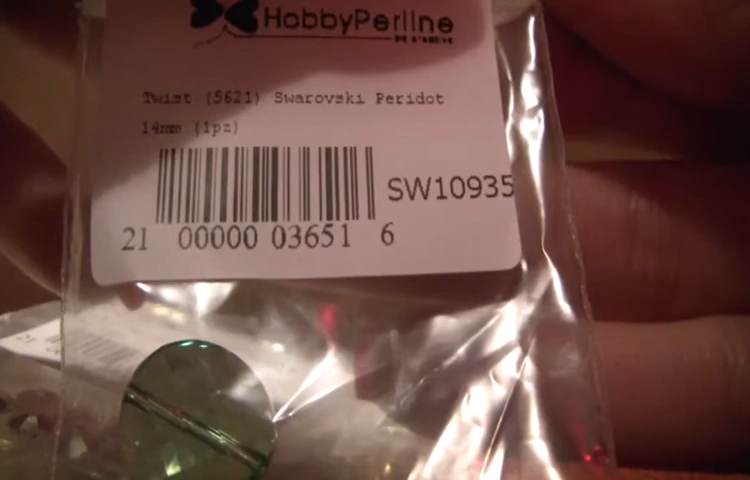 HobbyPerline
Twist (5621) Swarovski Peridot
14mm (1pz)
SW10935
21 00000 03651 6